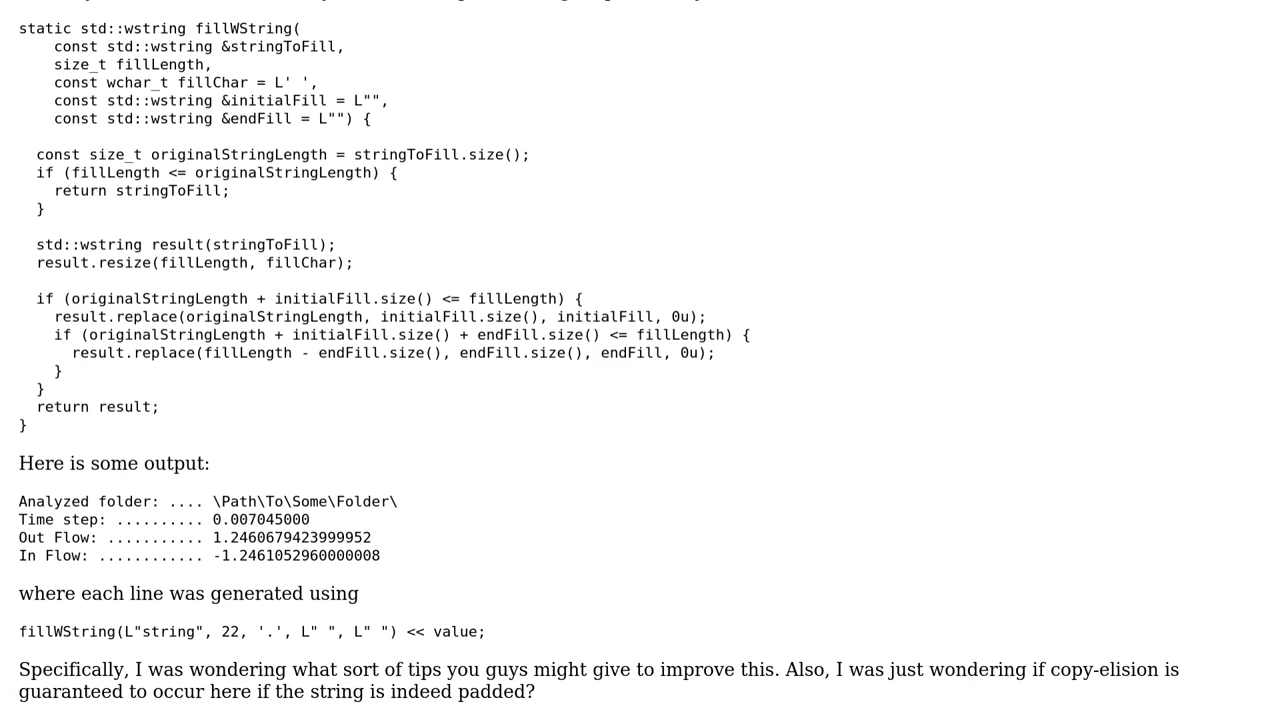 static std::wstring fillWString(
    const std::wstring &stringToFill,
    size_t fillLength,
    const wchar_t fillChar = L' ',
    const std::wstring &initialFill = L"",
    const std::wstring &endFill = L"") {

  const size_t originalStringLength = stringToFill.size();
  if (fillLength <= originalStringLength) {
    return stringToFill;
  }

  std::wstring result(stringToFill);
  result.resize(fillLength, fillChar);

  if (originalStringLength + initialFill.size() <= fillLength) {
    result.replace(originalStringLength, initialFill.size(), initialFill, 0u);
    if (originalStringLength + initialFill.size() + endFill.size() <= fillLength) {
      result.replace(fillLength - endFill.size(), endFill.size(), endFill, 0u);
    }
  }
  return result;
}
Here is some output:
Analyzed folder: .... \Path\To\Some\Folder\
Time step: .......... 0.007045000
Out Flow: ........... 1.2460679423999952
In Flow: ............ -1.2461052960000008
where each line was generated using
fillWString(L"string", 22, '.', L" ", L" ") << value;
Specifically, I was wondering what sort of tips you guys might give to improve this. Also, I was just wondering if copy-elision is
guaranteed to occur here if the string is indeed padded?